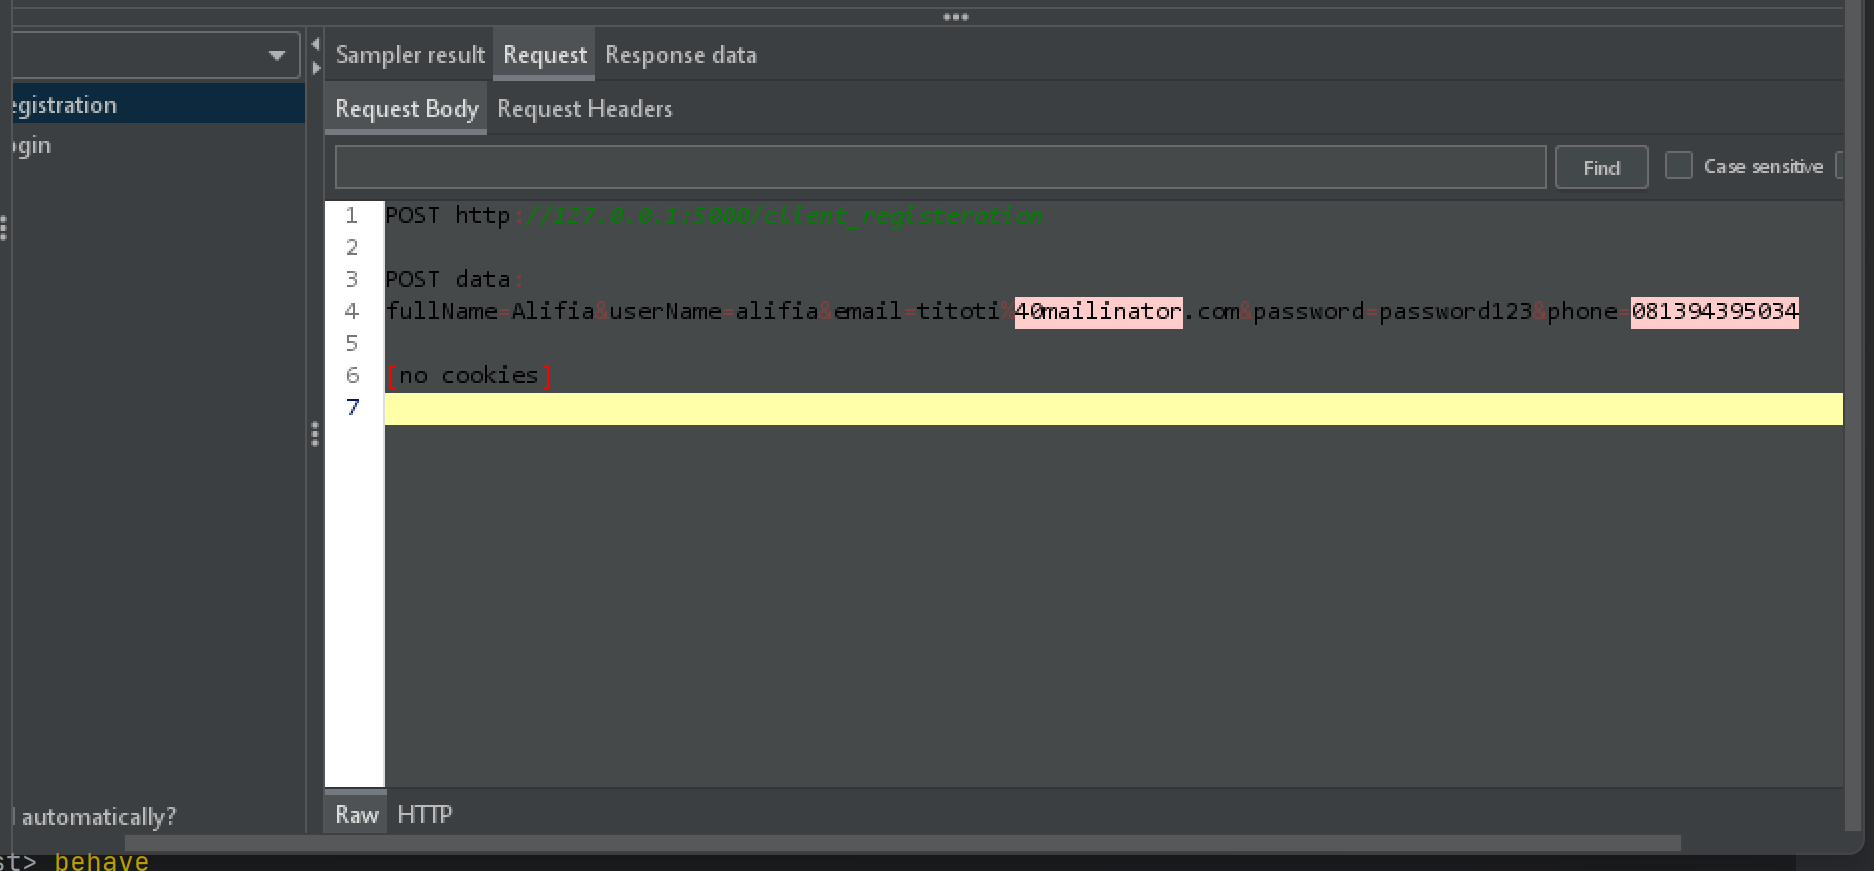 Sampler result Request Response data
Request Body Request Headers
egistration
ogin
Find Case sensitive
1 POST http://127.0.0.1:5000/client_registeration
2
3 POST data:
4 fullName=Alifia&userName=alifia&email=titoti%40mailinator.com&password=password123&phone=081394395034
5
6 [no cookies]
7
automatically?
Raw HTTP
st> behave